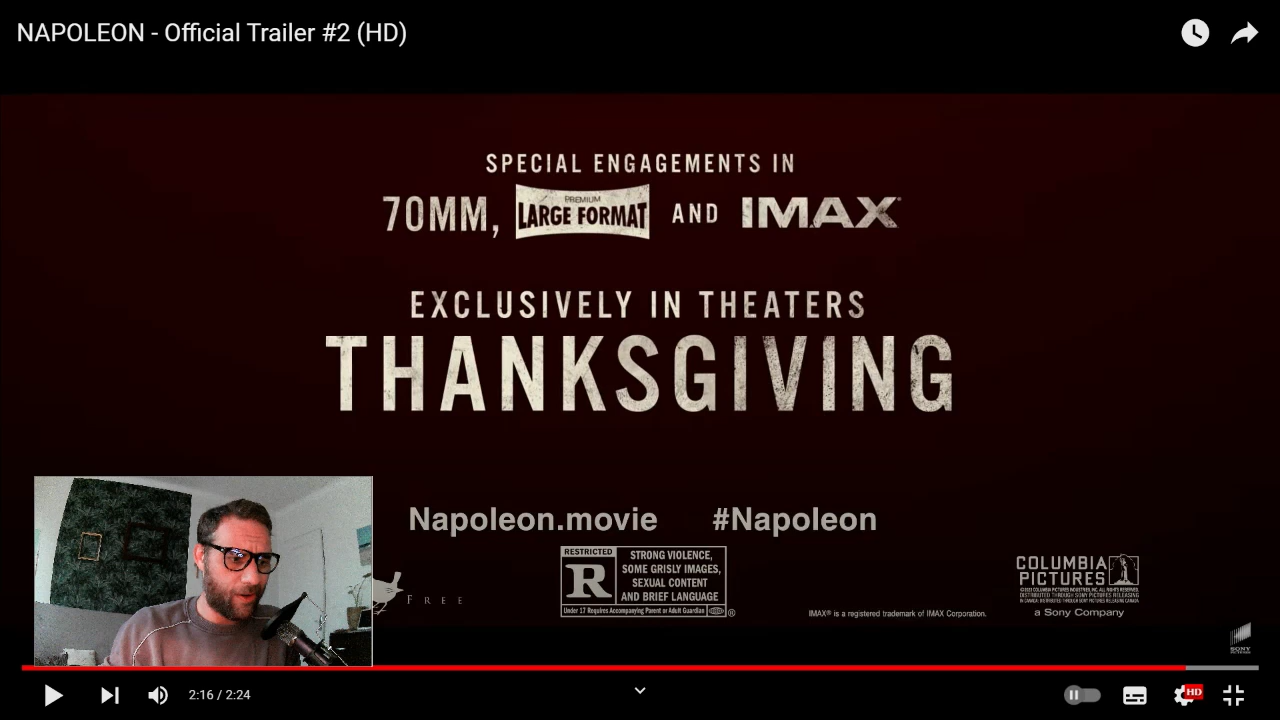 NAPOLEON - Official Trailer #2 (HD)
SPECIAL ENGAGEMENTS IN
70MM, PREMIUM LARGE FORMAT AND IMAX
EXCLUSIVELY IN THEATERS
THANKSGIVING
Napoleon.movie #Napoleon
FREE
RESTRICTED
R
STRONG VIOLENCE,
SOME GRISLY IMAGES,
SEXUAL CONTENT
AND BRIEF LANGUAGE
Under 17 Requires Accompanying Parent or Adult Guardian
®
IMAX® is a registered trademark of IMAX Corporation.
COLUMBIA
PICTURES
a Sony Company
SONY
2:16 / 2:24
HD